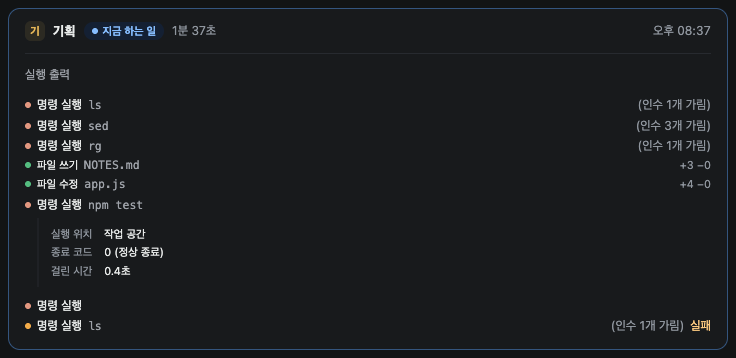 기 기획 지금 하는 일 1분 37초 오후 08:37
실행 출력
명령 실행 ls (인수 1개 가림)
명령 실행 sed (인수 3개 가림)
명령 실행 rg (인수 1개 가림)
파일 쓰기 NOTES.md +3 −0
파일 수정 app.js +4 −0
명령 실행 npm test
실행 위치 작업 공간
종료 코드 0 (정상 종료)
걸린 시간 0.4초
명령 실행
명령 실행 ls (인수 1개 가림) 실패